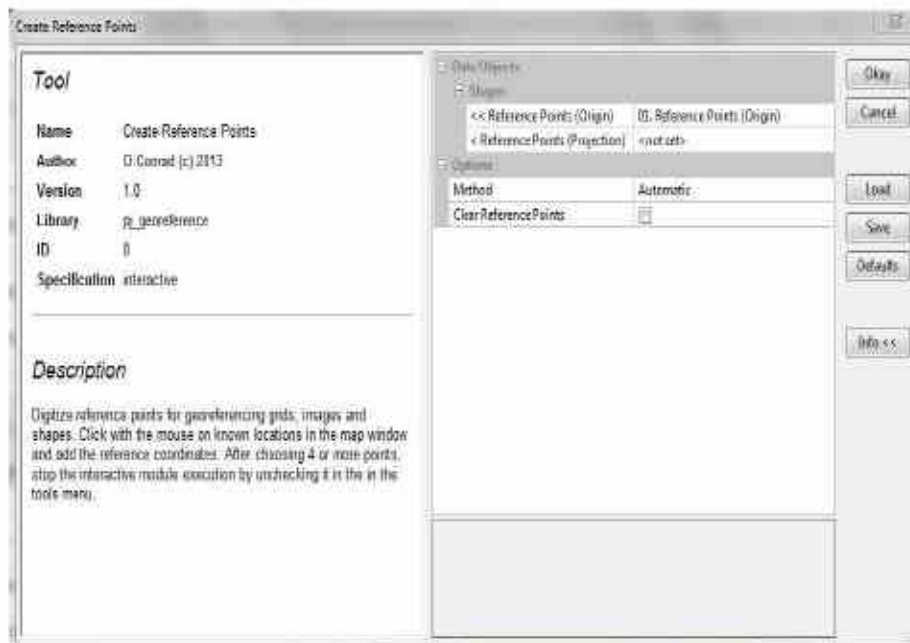 Create Reference Points
Tool
Name Create Reference Points
Author O.Conrad (c) 2013
Version 1.0
Library pj_georeference
ID 0
Specification interactive
Description
Digitize reference points for georeferencing grids, images and
shapes. Click with the mouse on known locations in the map window
and add the reference coordinates. After choosing 4 or more points,
stop the interactive module execution by unchecking it in the in the
tools menu.
Data Objects
Shapes
<< Reference Points (Origin) 01. Reference Points (Origin)
< Reference Points (Projection) <not set>
Options
Method Automatic
Clear Reference Points
Okay
Cancel
Load
Save
Defaults
Info <<